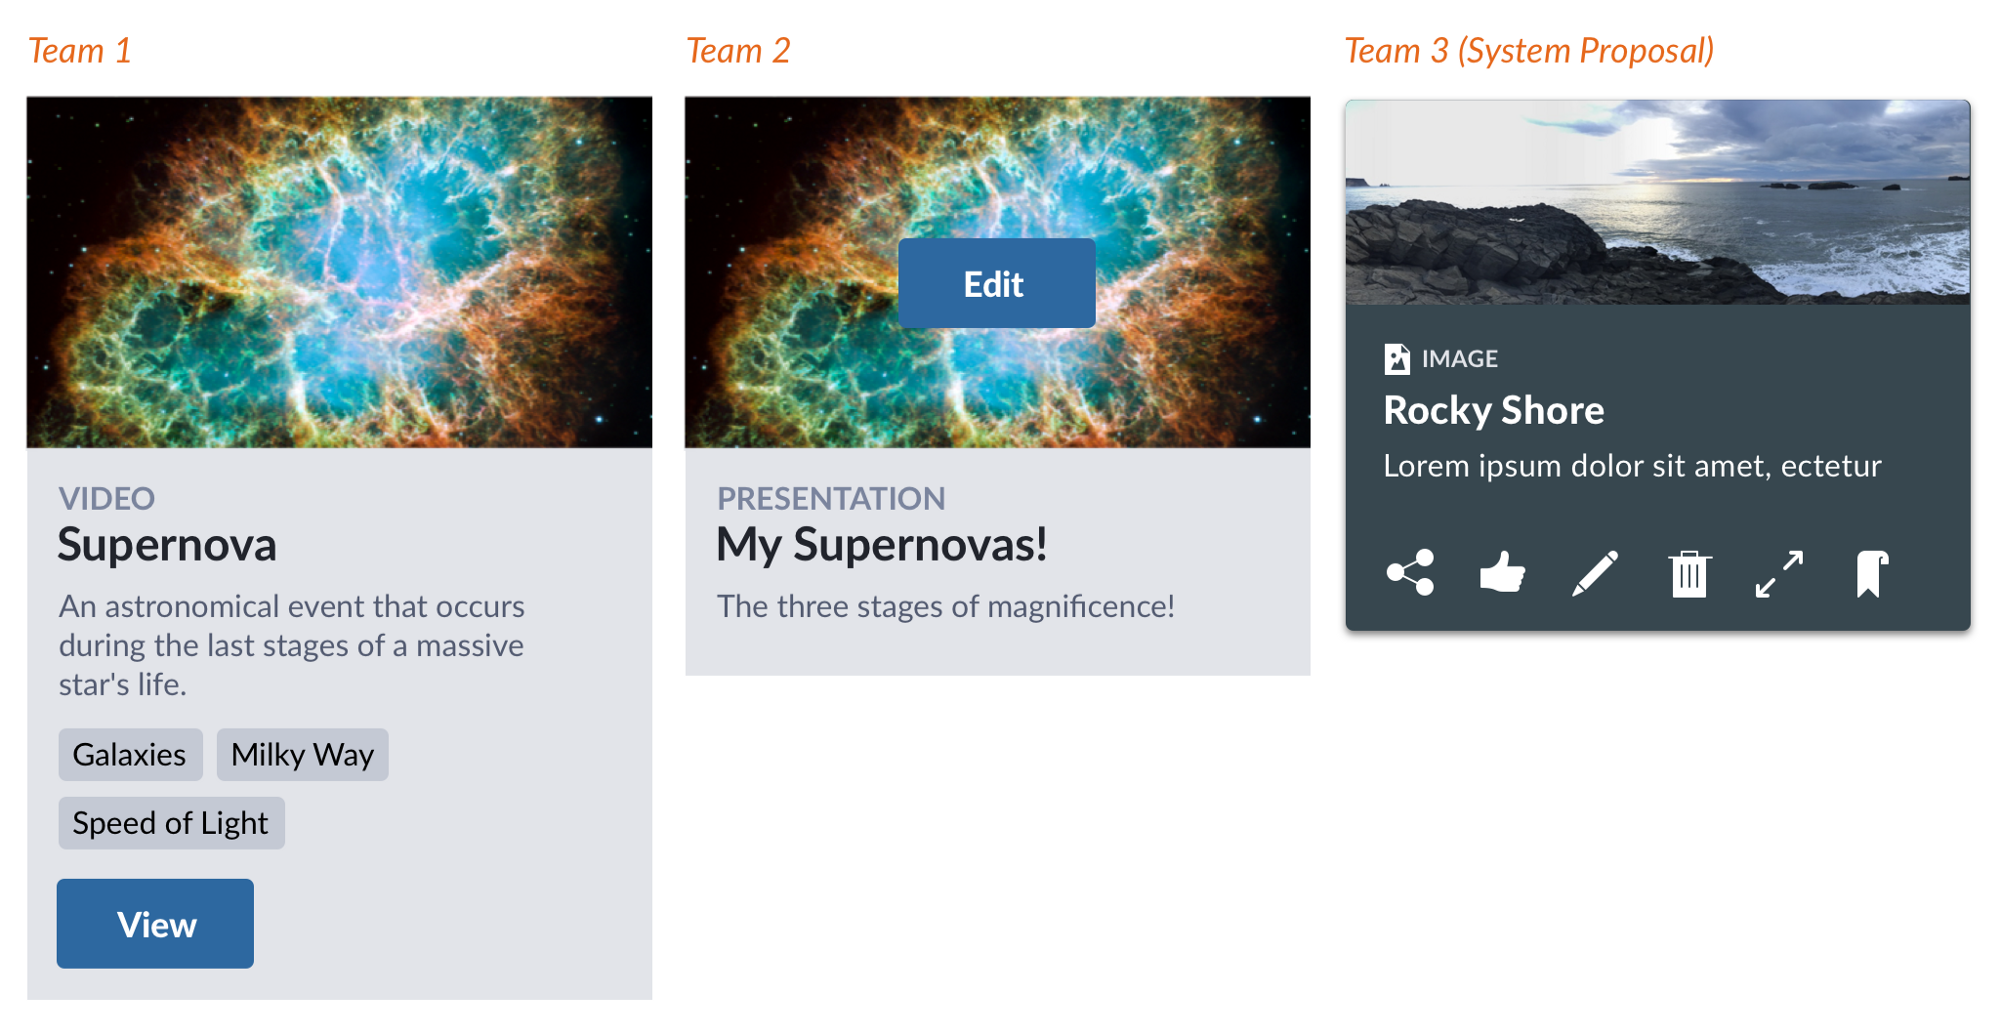 Team 1
Team 2
Team 3 (System Proposal)
VIDEO
Supernova
An astronomical event that occurs
during the last stages of a massive
star's life.
Galaxies
Milky Way
Speed of Light
View
Edit
PRESENTATION
My Supernovas!
The three stages of magnificence!
IMAGE
Rocky Shore
Lorem ipsum dolor sit amet, ectetur